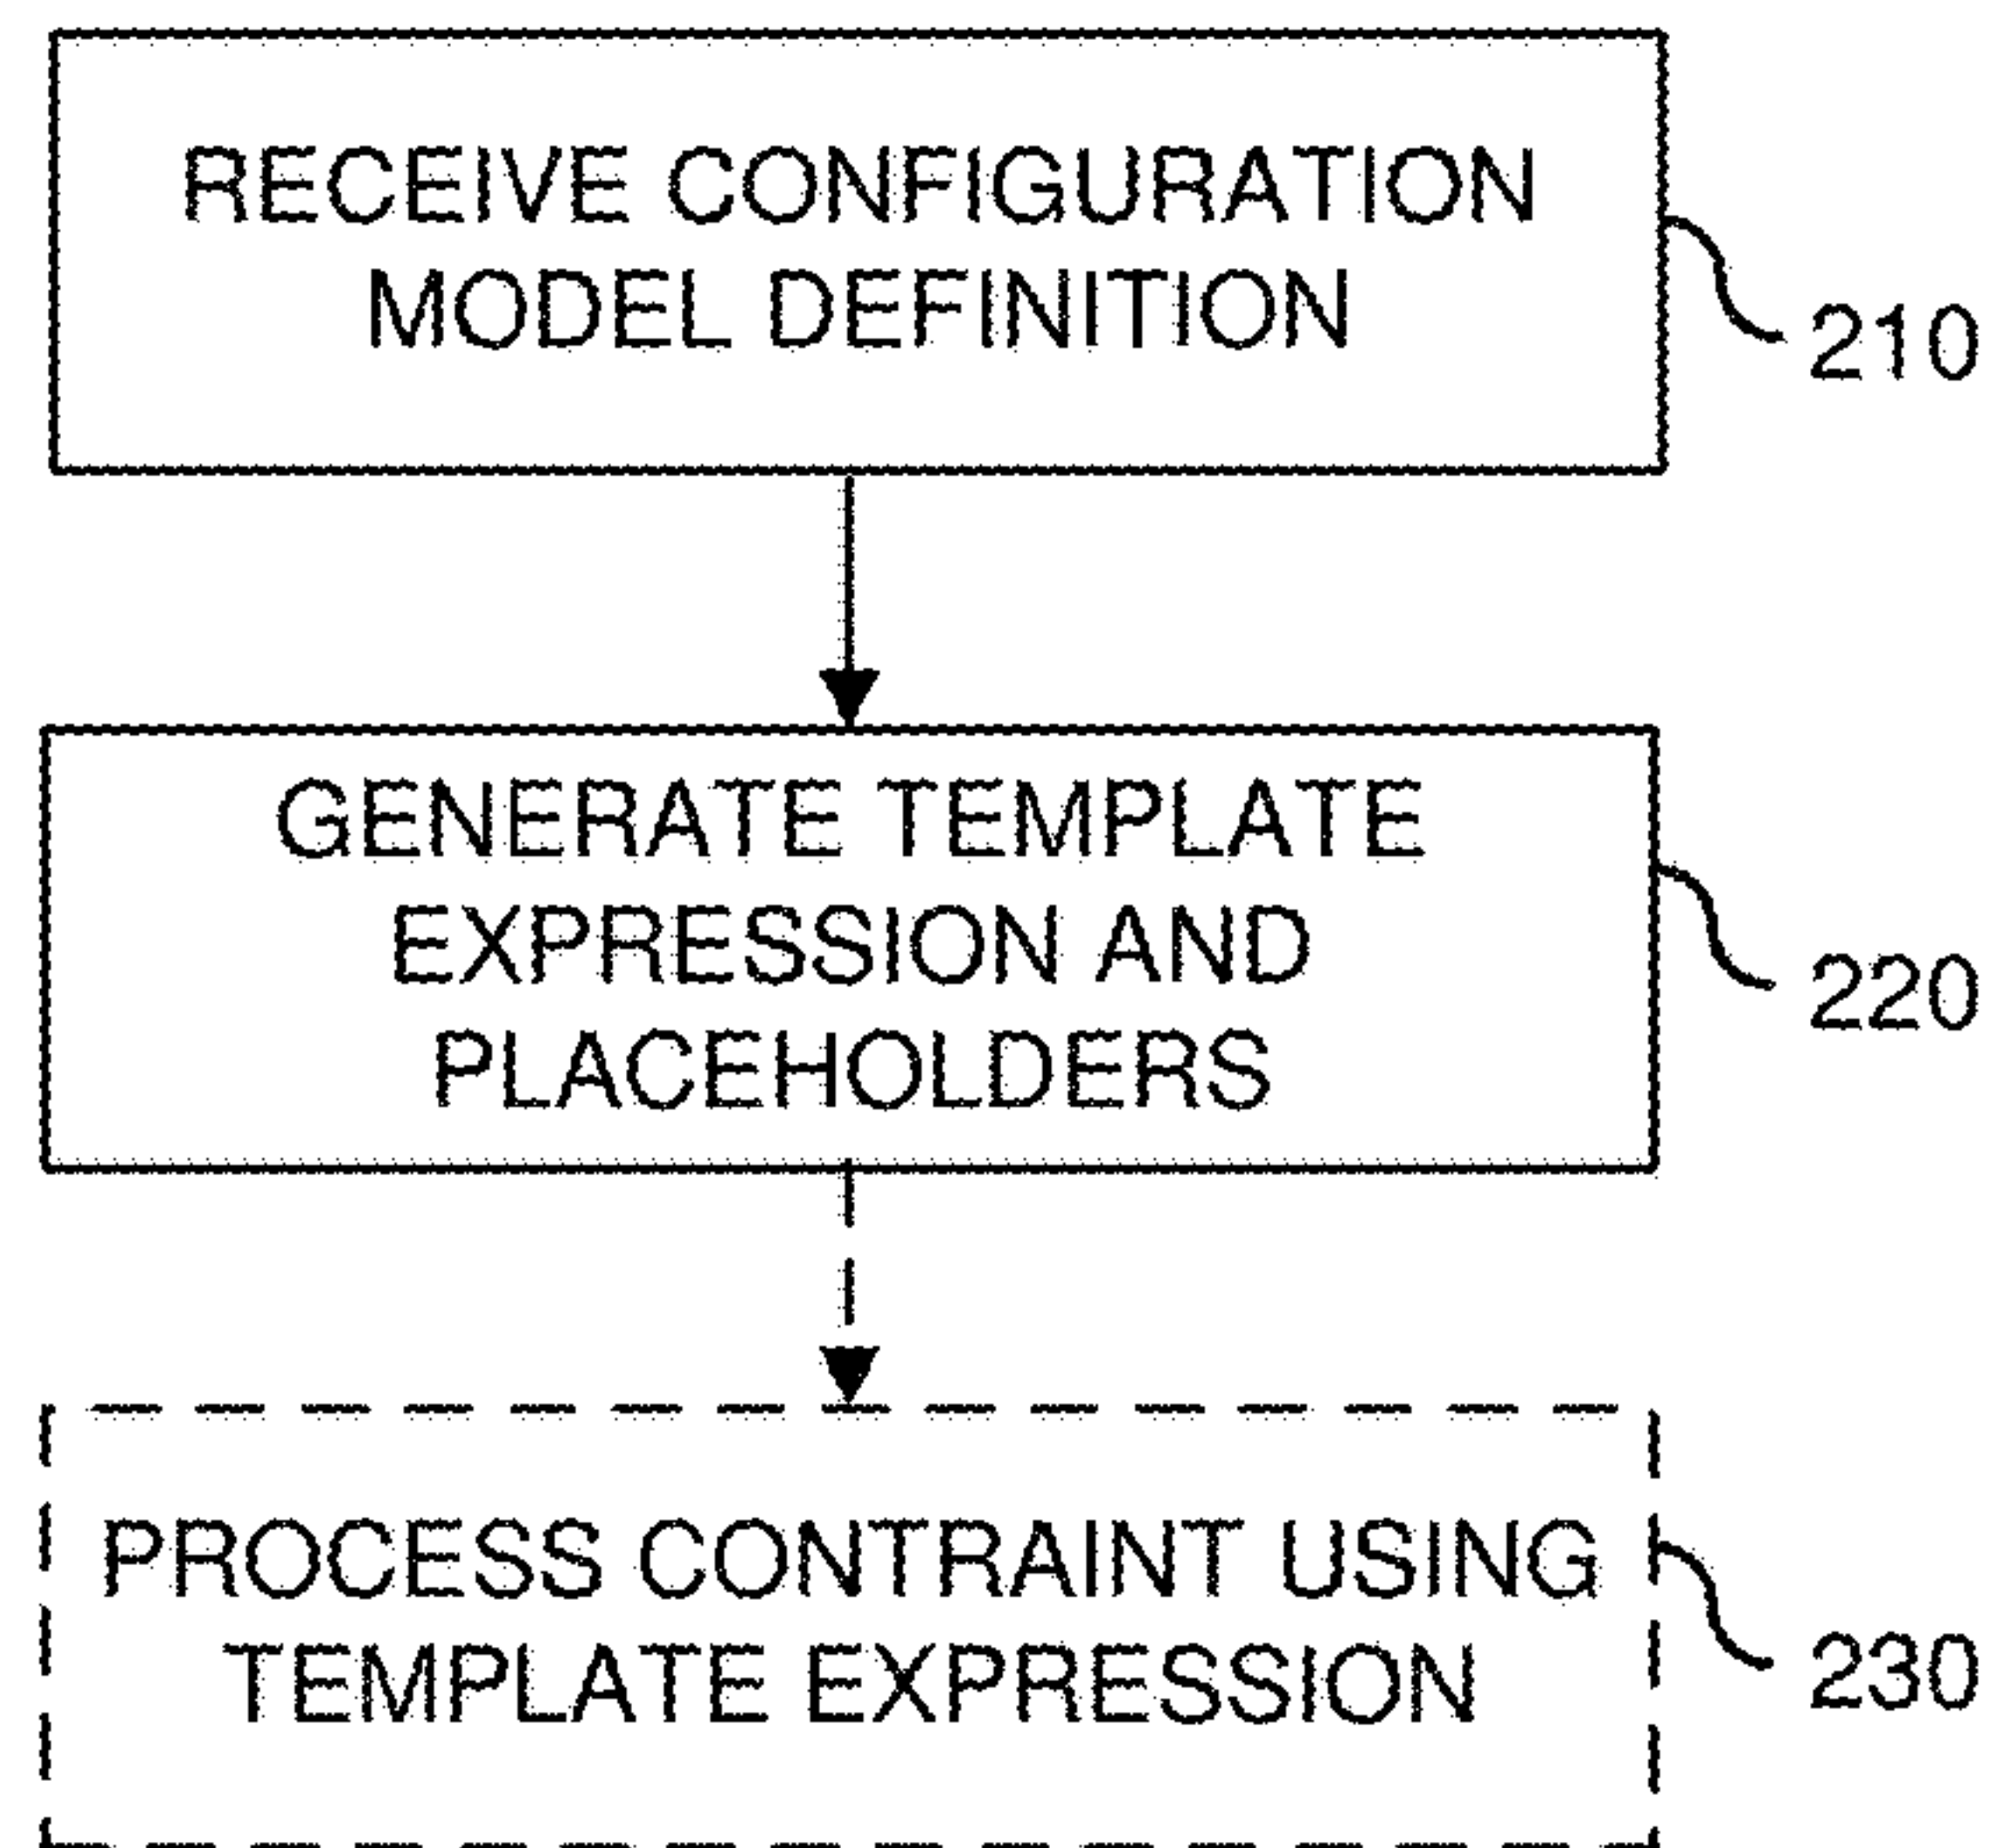 RECEIVE CONFIGURATION
MODEL DEFINITION
210
GENERATE TEMPLATE
EXPRESSION AND
PLACEHOLDERS
220
PROCESS CONTRAINT USING
TEMPLATE EXPRESSION
230